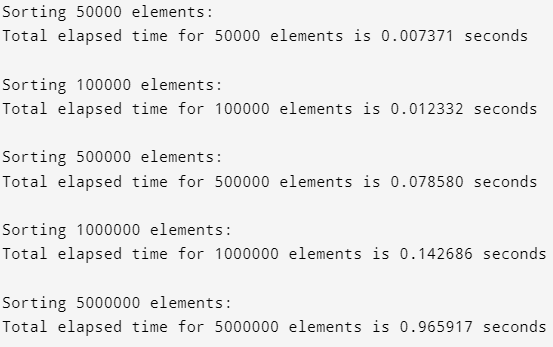 Sorting 50000 elements:
Total elapsed time for 50000 elements is 0.007371 seconds
Sorting 100000 elements:
Total elapsed time for 100000 elements is 0.012332 seconds
Sorting 500000 elements:
Total elapsed time for 500000 elements is 0.078580 seconds
Sorting 1000000 elements:
Total elapsed time for 1000000 elements is 0.142686 seconds
Sorting 5000000 elements:
Total elapsed time for 5000000 elements is 0.965917 seconds